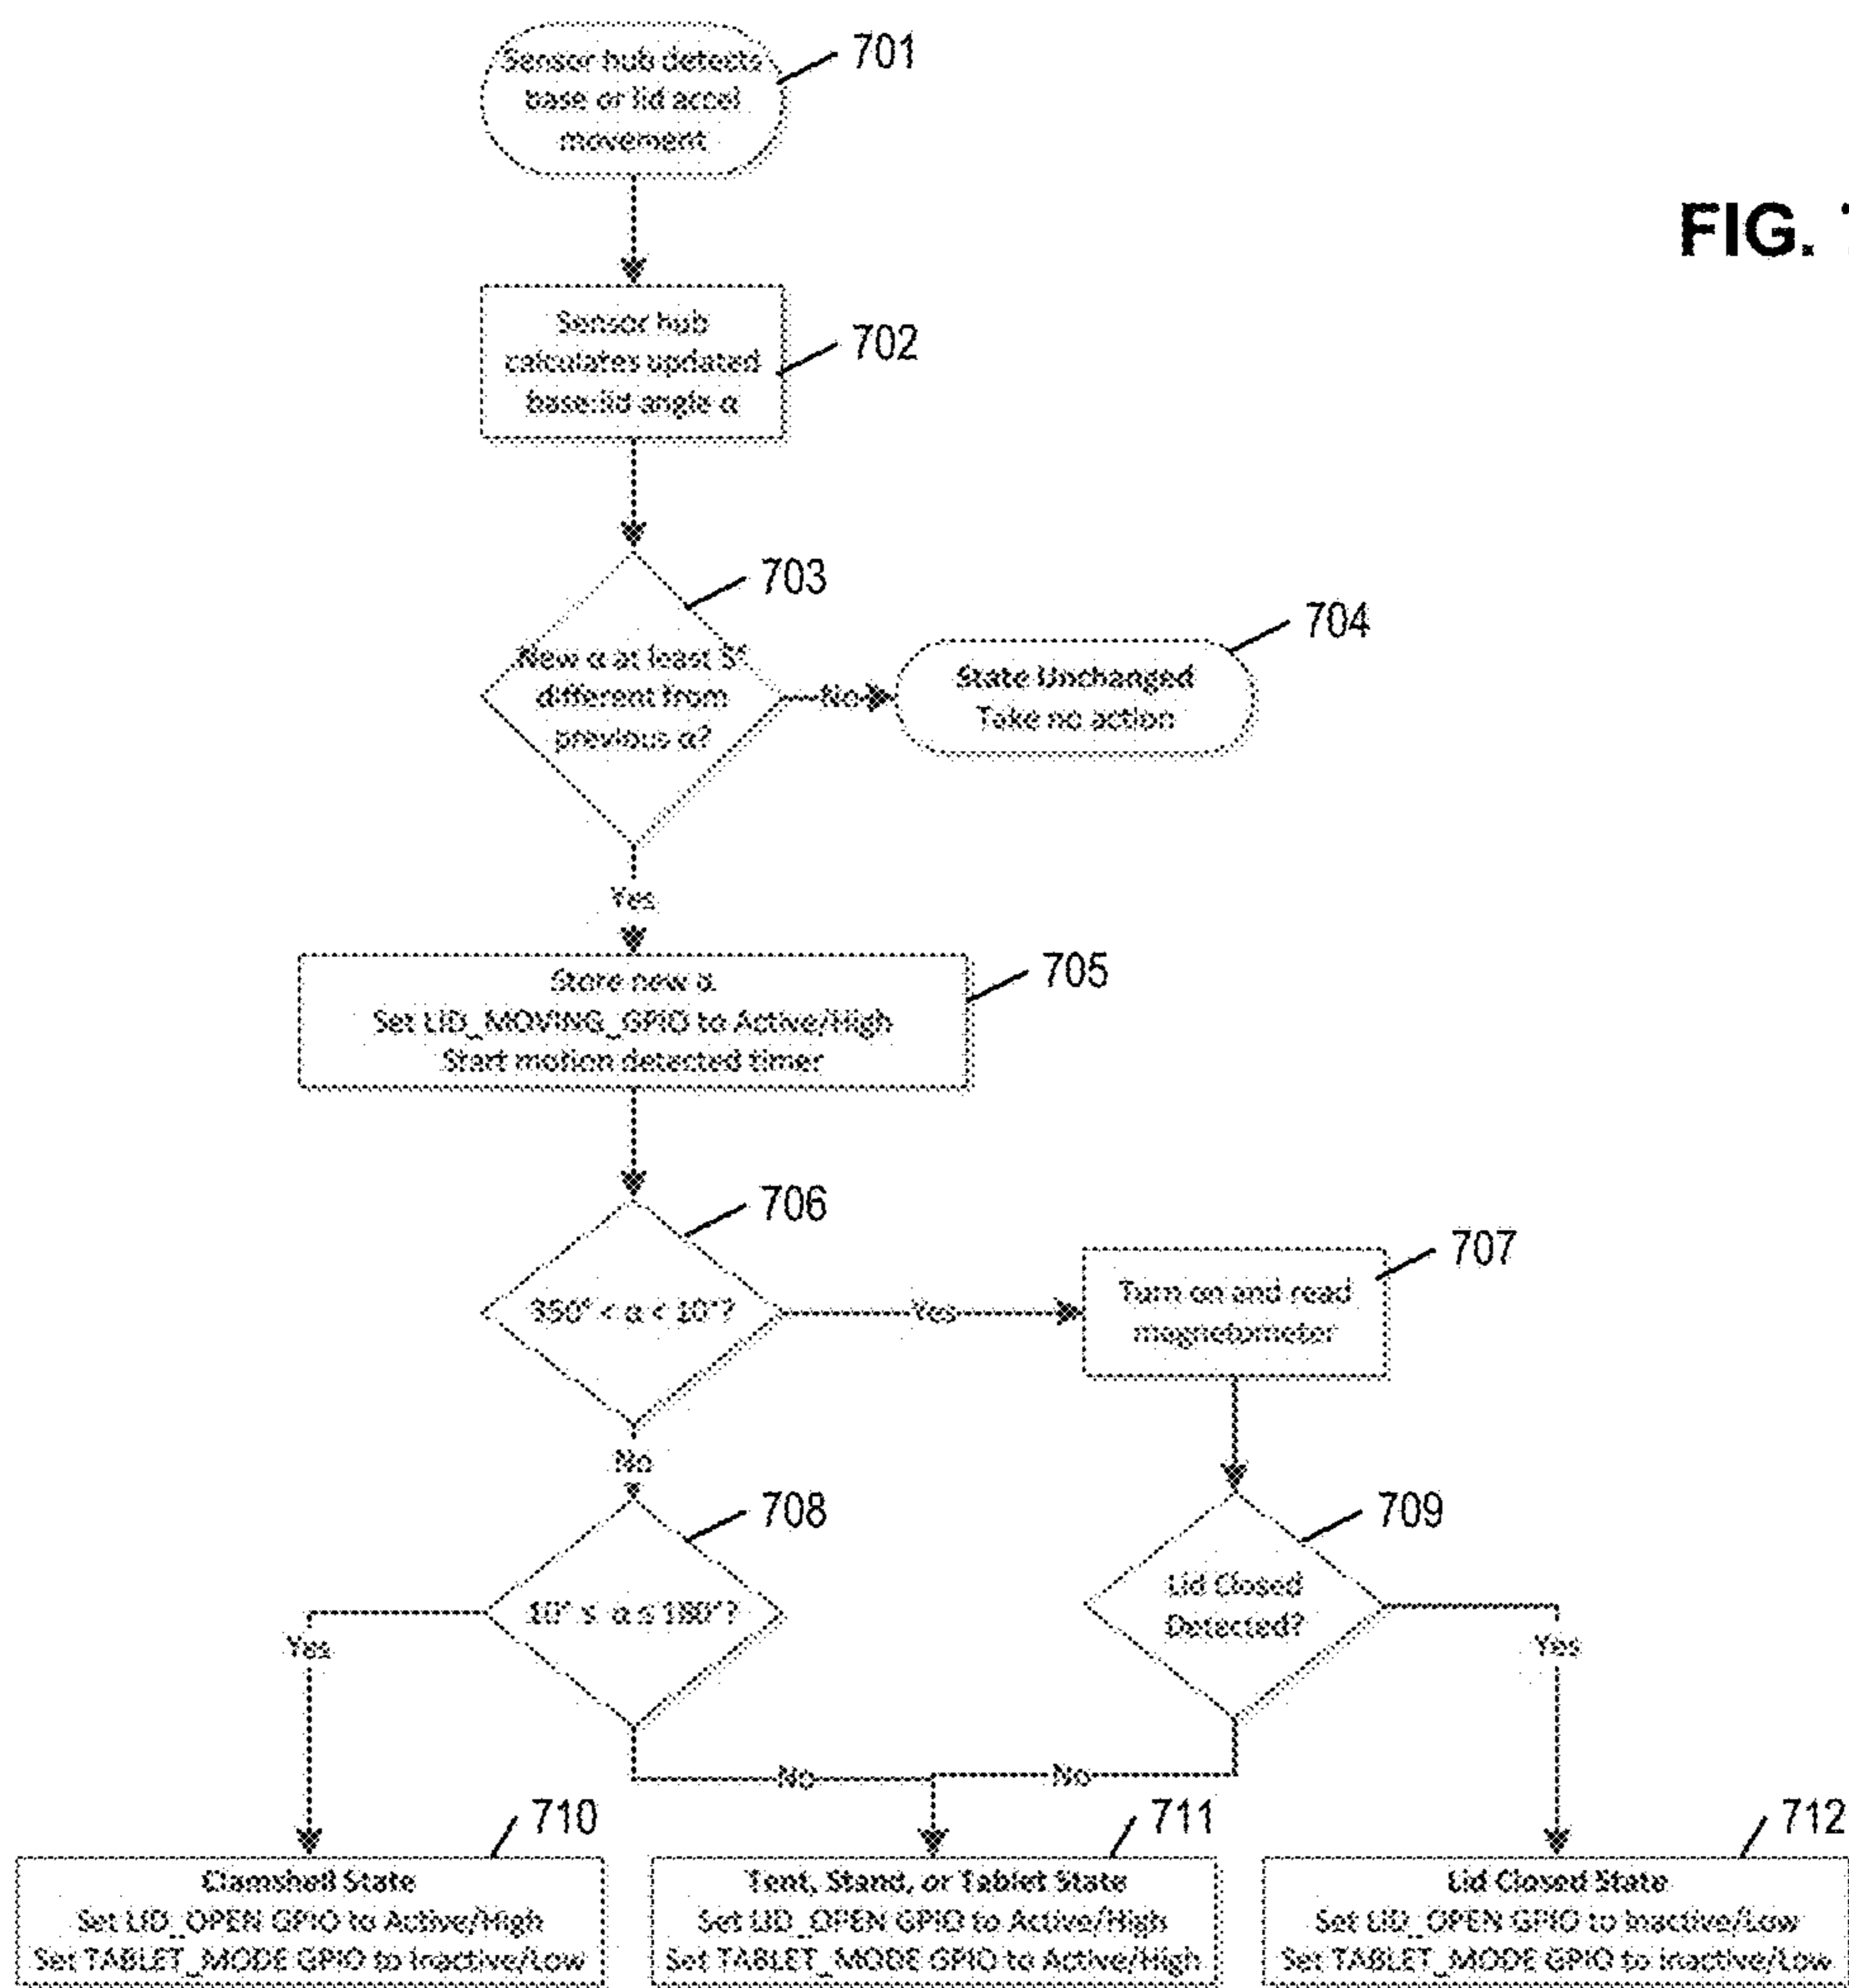 Sensor hub detects
base or lid accel
movement
701
FIG.
Sensor hub
calculates updated
base:lid angle α
702
703
New α at least 5°
different from
previous α?
No
704
State Unchanged
Take no action
Yes
705
Store new α
Set LID_MOVING_GPIO to Active/High
Start motion detected timer
706
350° < α < 10°?
Yes
707
Turn on and read
magnetometer
No
708
10° ≤ α ≤ 180°?
709
Lid Closed
Detected?
Yes
Yes
No
No
710
Clamshell State
Set LID_OPEN GPIO to Active/High
Set TABLET_MODE GPIO to Inactive/Low
711
Tent, Stand, or Tablet State
Set LID_OPEN GPIO to Active/High
Set TABLET_MODE GPIO to Active/High
712
Lid Closed State
Set LID_OPEN GPIO to Inactive/Low
Set TABLET_MODE GPIO to Inactive/Low